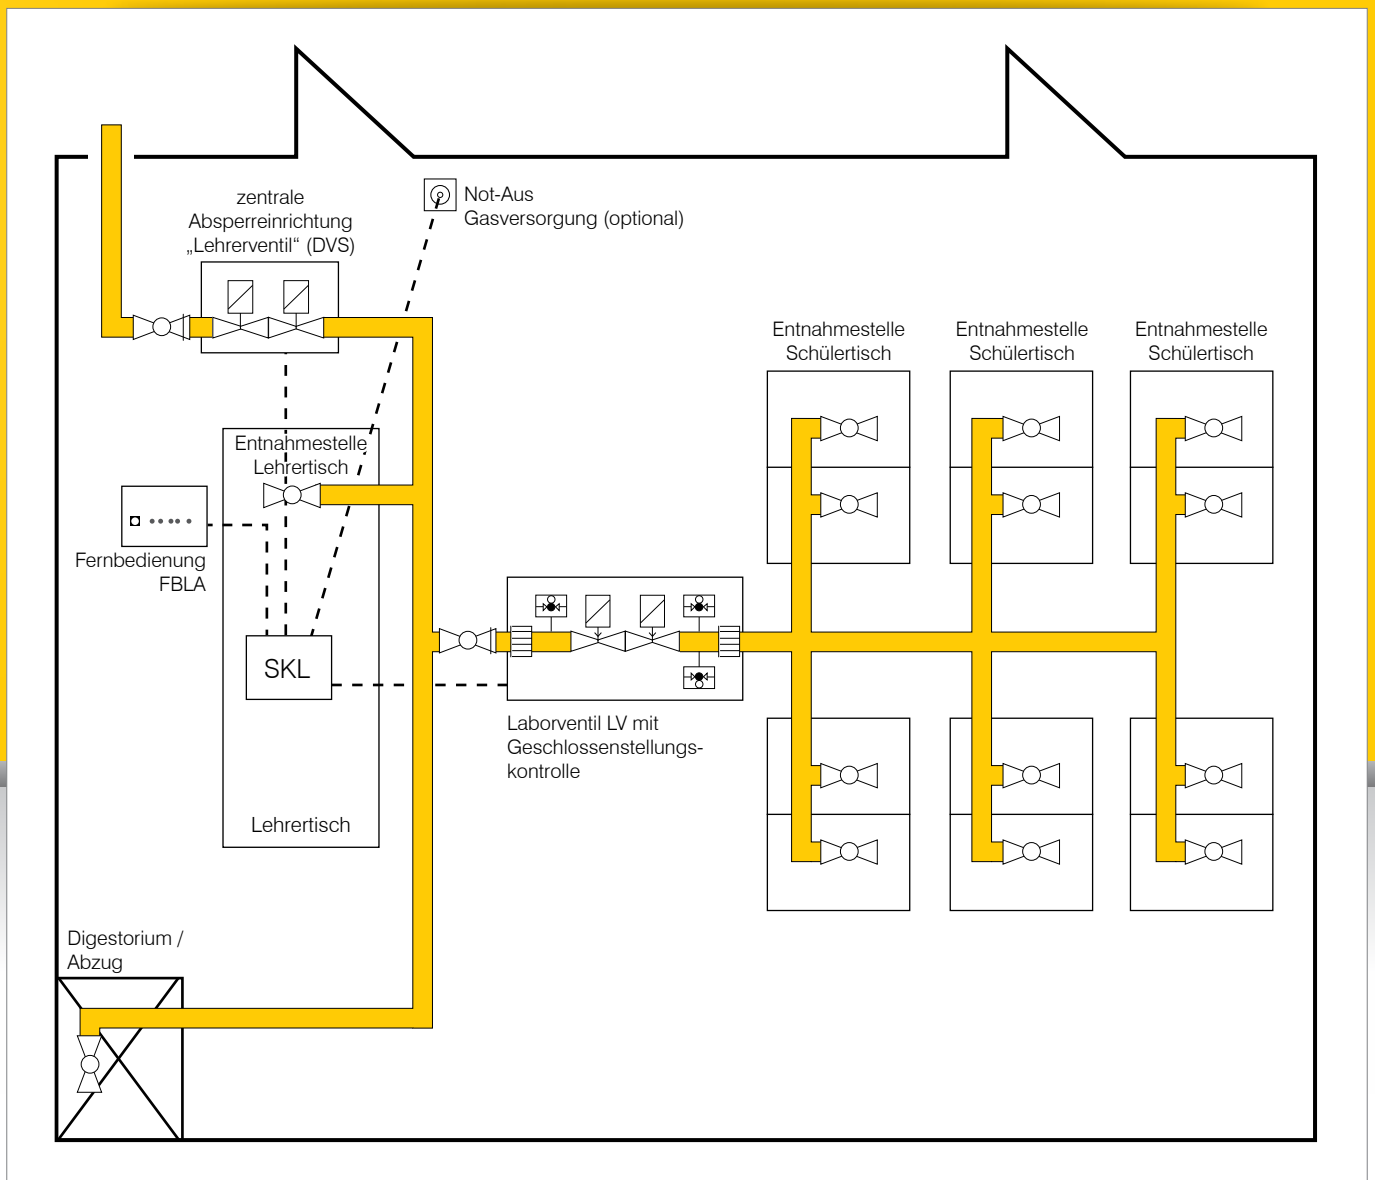 zentrale
Absperreinrichtung
„Lehrerventil“ (DVS)
Not-Aus
Gasversorgung (optional)
Entnahmestelle
Schülertisch
Entnahmestelle
Schülertisch
Entnahmestelle
Schülertisch
Entnahmestelle
Lehrertisch
Fernbedienung
FBLA
SKL
Laborventil LV mit
Geschlossenstellungs-
kontrolle
Lehrertisch
Digestorium /
Abzug